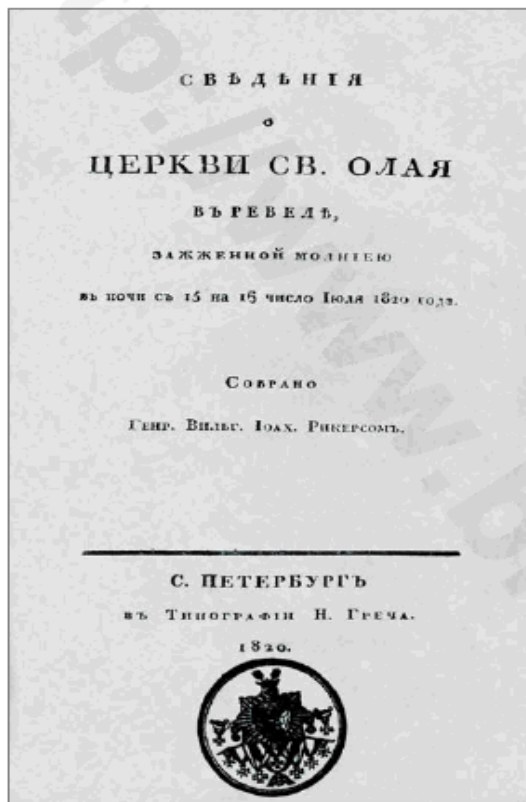 СВѢДѢНІЯ
О
ЦЕРКВИ СВ. ОЛАЯ
ВЪ РЕВЕЛѢ,
ЗАЖЖЕННОЙ МОЛНІЕЮ
въ ночи съ 15 на 16 число Іюля 1820 года.
Собрано
Генр. Вильг. Іоах. Рикерсомъ.
С. ПЕТЕРБУРГЪ
въ Типографіи Н. Греча.
1820.